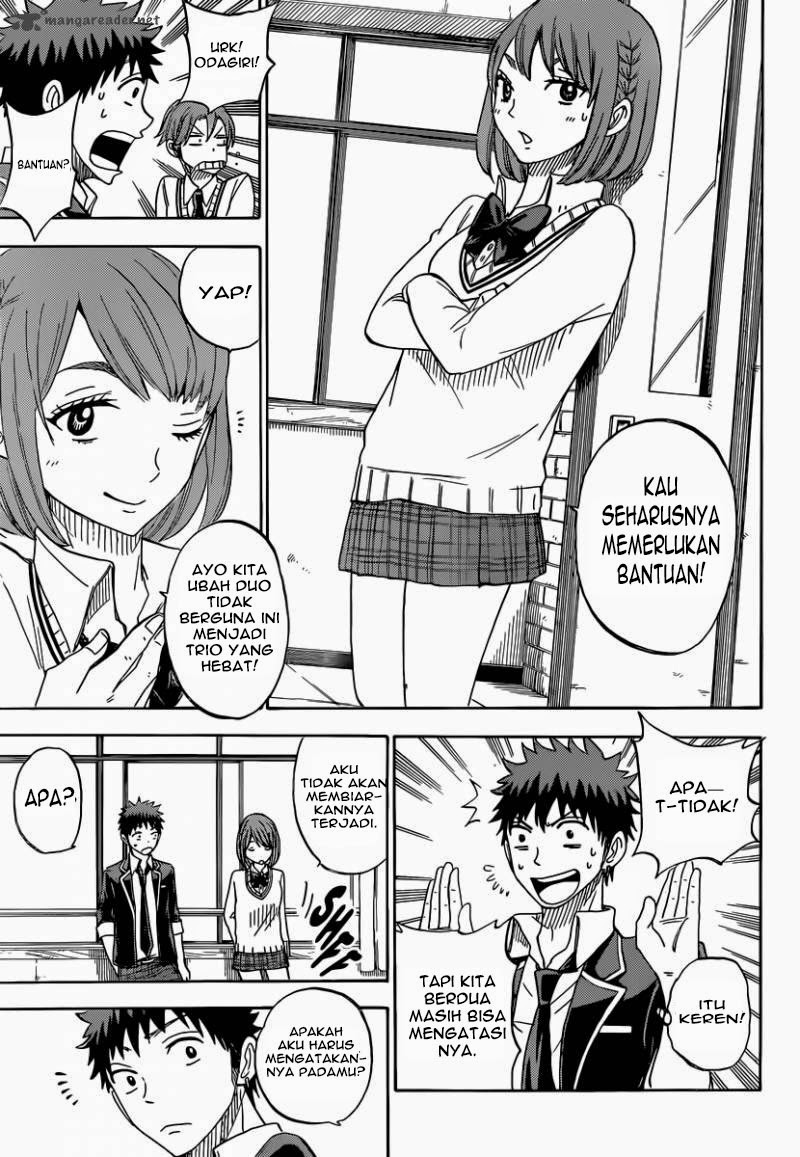 mangareader.net
KAU
SEHARUSNYA
MEMERLUKAN
BANTUAN!
URK!
ODAGIRI!
BANTUAN?
YAP!
AYO KITA
UBAH DUO
TIDAK
BERGUNA INI
MENJADI
TRIO YANG
HEBAT!
APA—
T-TIDAK!
ITU
KEREN!
TAPI KITA
BERDUA
MASIH BISA
MENGATASI
NYA.
AKU
TIDAK AKAN
MEMBIAR-
KANNYA
TERJADI.
APA?
SHFF
APAKAH
AKU HARUS
MENGATAKAN-
NYA PADAMU?